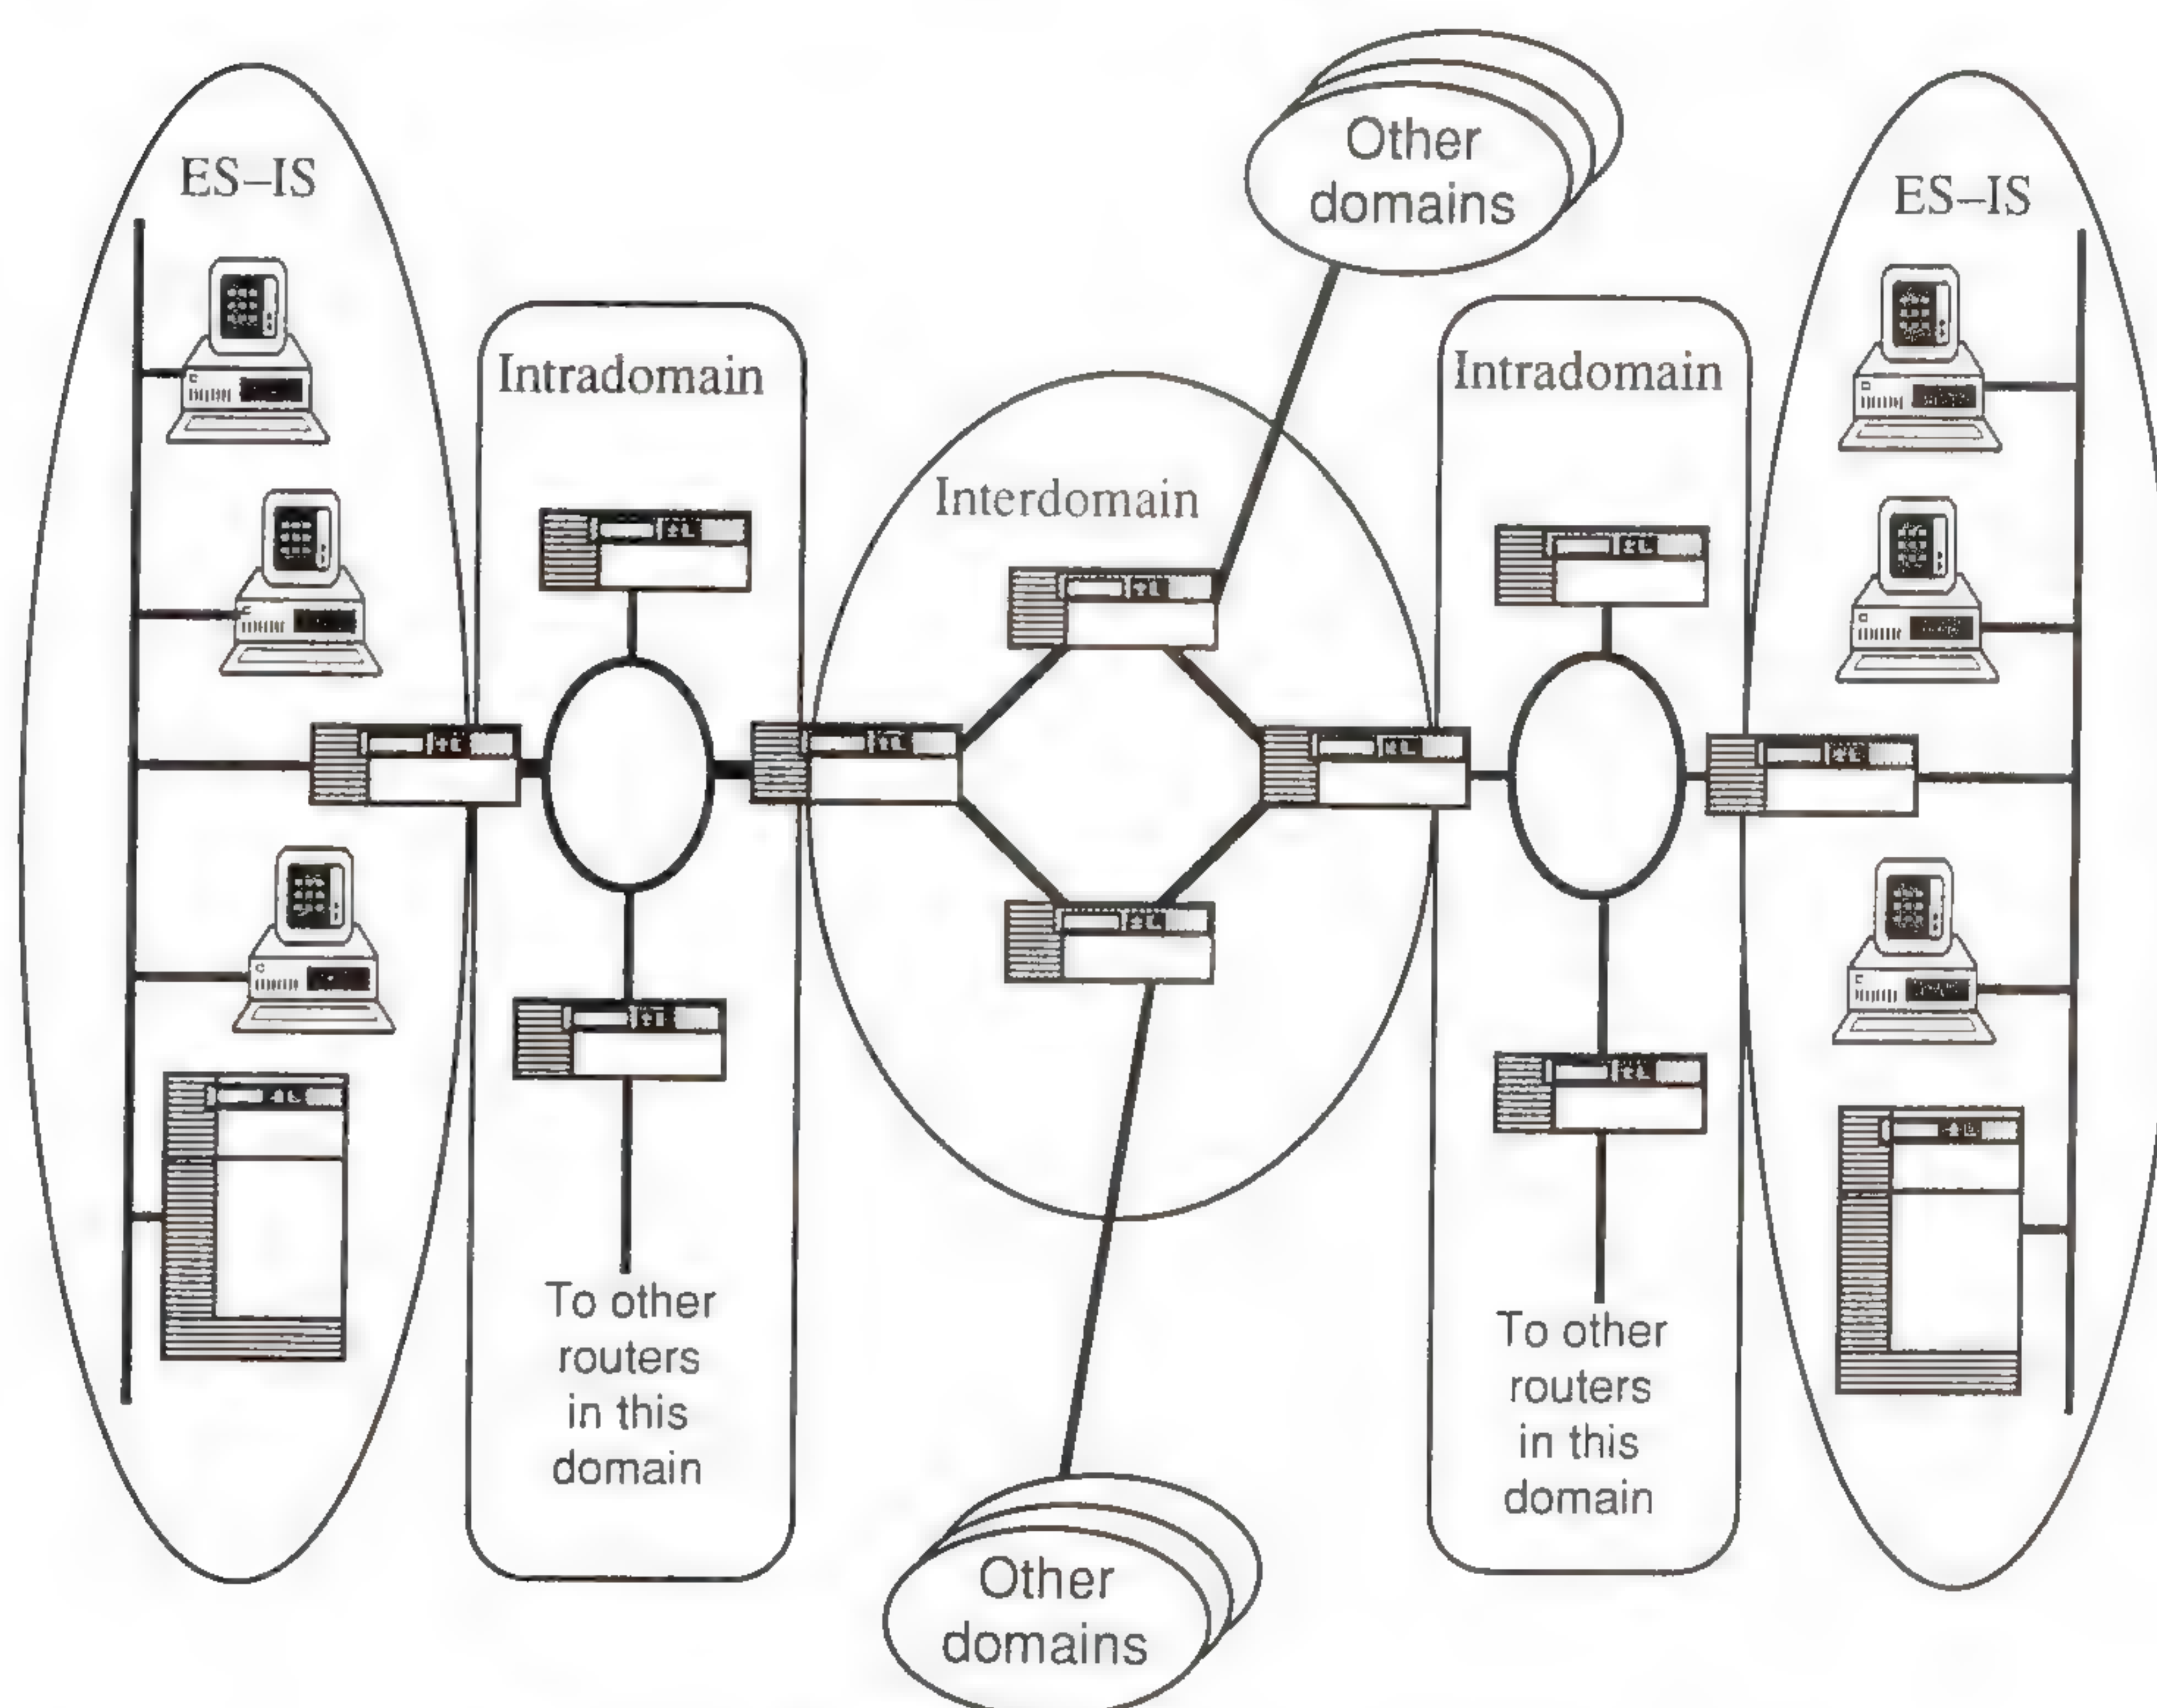 Other
domains
ES–IS
ES–IS
Intradomain
Intradomain
Interdomain
To other
routers
in this
domain
To other
routers
in this
domain
Other
domains